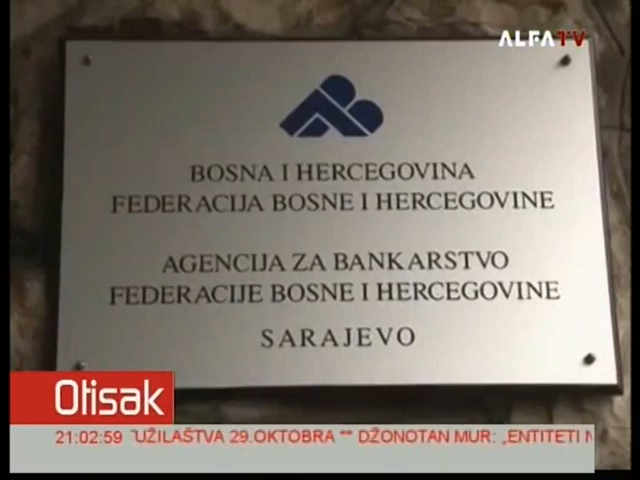 ALFA TV
BOSNA I HERCEGOVINA
FEDERACIJA BOSNE I HERCEGOVINE
AGENCIJA ZA BANKARSTVO
FEDERACIJE BOSNE I HERCEGOVINE
SARAJEVO
Otisak
21:02:59 UŽILAŠTVA 29.OKTOBRA ** DŽONOTAN MUR: „ENTITETI